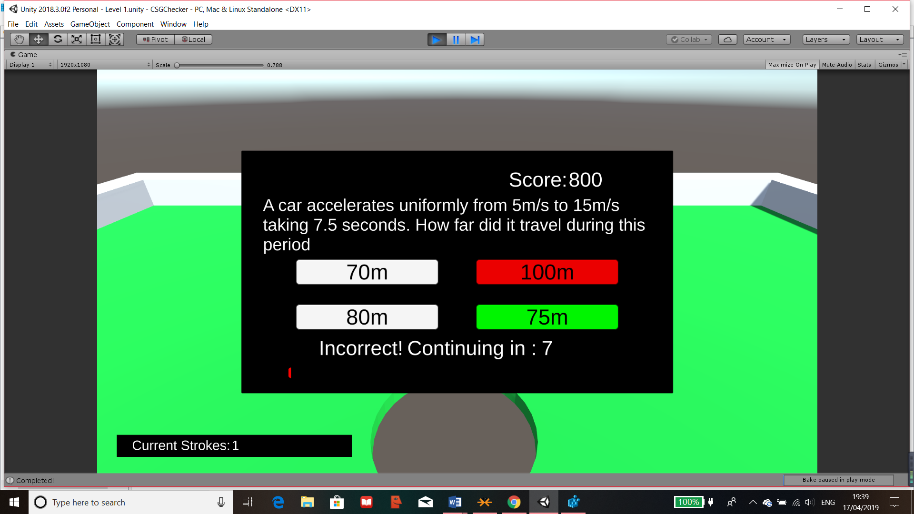 Unity 2018.3.0f2 Personal - Level 1.unity - CSGChecker - PC, Mac & Linux Standalone <DX11>
File Edit Assets GameObject Component Window Help
Pivot Local Collab Account Layers Layout
Game
Display 1 1920x1080 Scale 0.788 Maximize On Play Mute Audio Stats Gizmos
Score:800
A car accelerates uniformly from 5m/s to 15m/s
taking 7.5 seconds. How far did it travel during this
period
70m 100m
80m 75m
Incorrect! Continuing in : 7
Current Strokes:1
Completed!
Bake paused in play mode
Type here to search
100%
ENG
19:39
17/04/2019